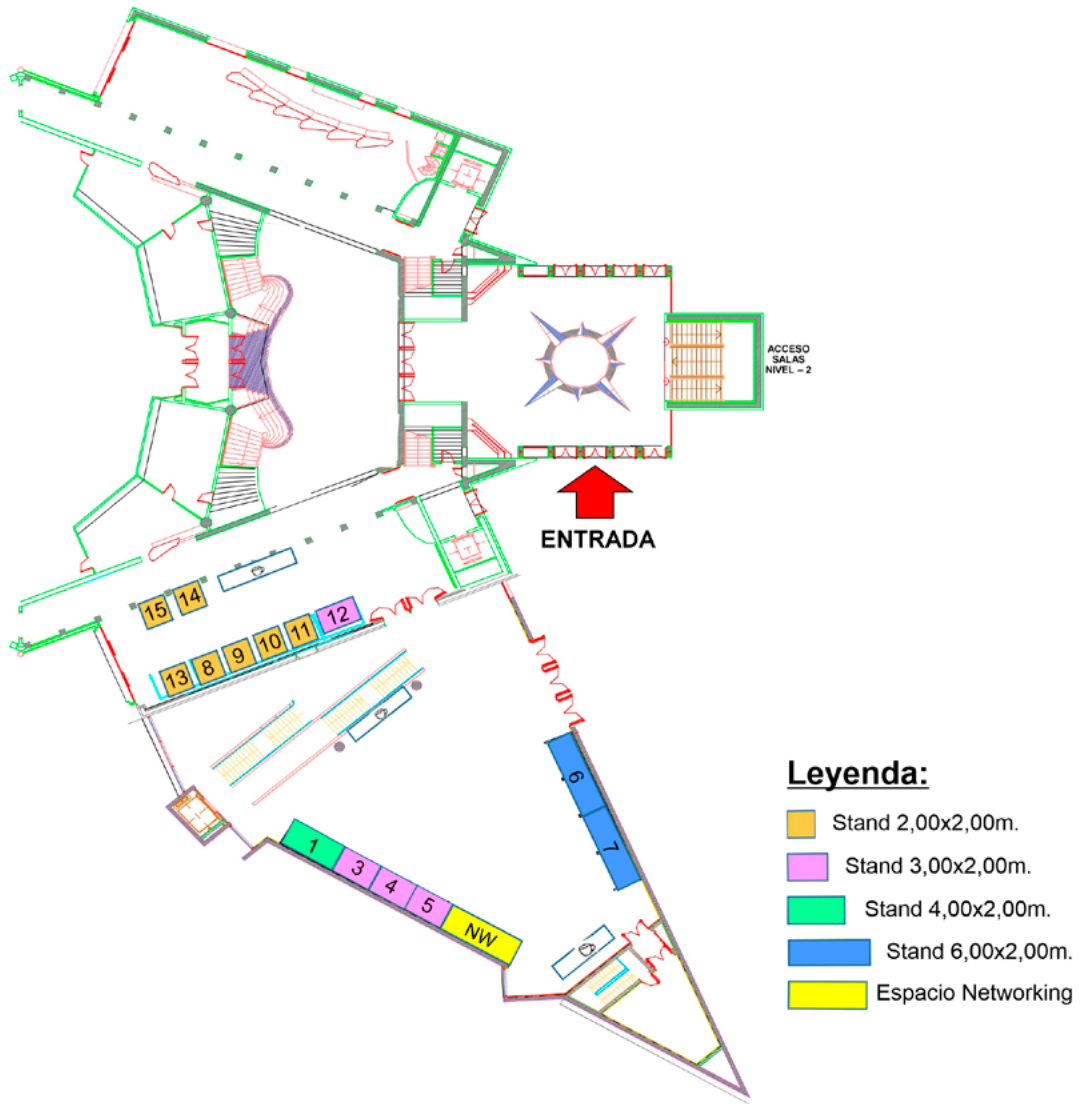 ACCESO
SALAS
NIVEL – 2
ENTRADA
15
14
13
8
9
10
11
12
6
7
1
3
4
5
NW
Leyenda:
Stand 2,00x2,00m.
Stand 3,00x2,00m.
Stand 4,00x2,00m.
Stand 6,00x2,00m.
Espacio Networking